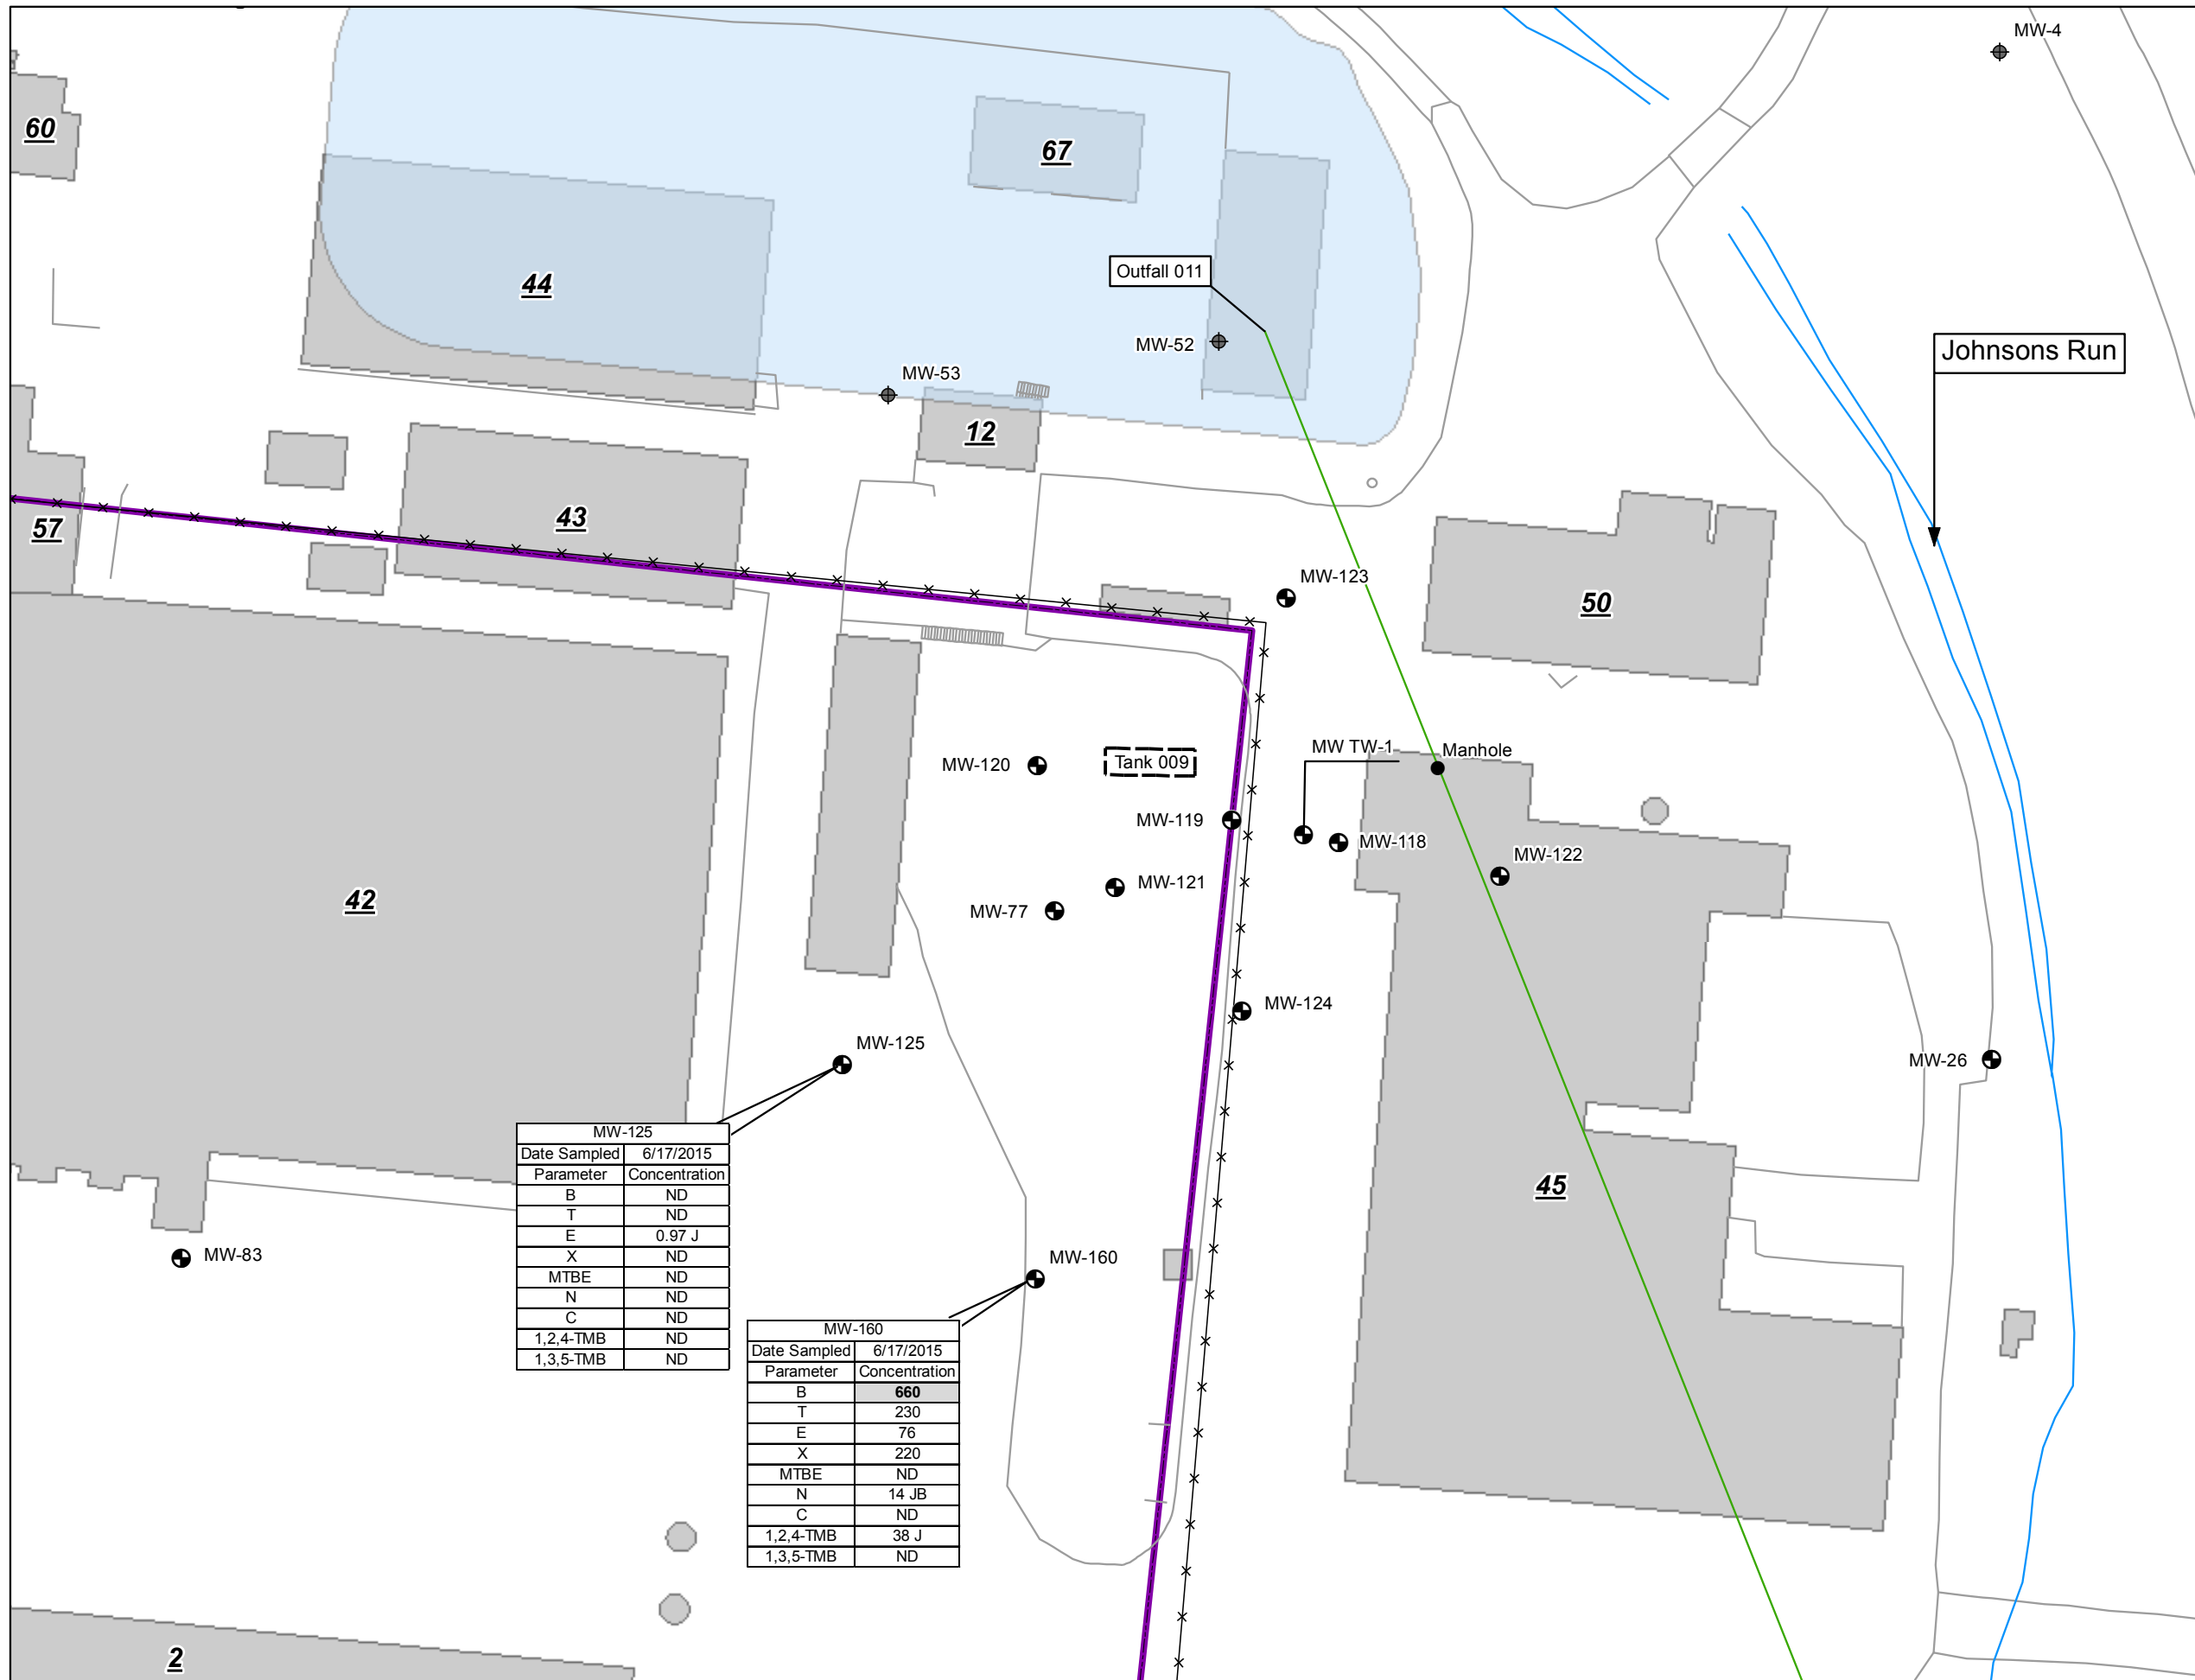 MW-4
60
67
Outfall 011
44
MW-52
Johnsons Run
MW-53
12
43
57
MW-123
50
MW TW-1
Manhole
MW-120
Tank 009
MW-119
MW-118
MW-122
MW-121
42
MW-77
MW-124
MW-125
MW-26
MW-125
Date Sampled 6/17/2015
Parameter Concentration
B ND
T ND
E 0.97 J
X ND
MTBE ND
N ND
C ND
1,2,4-TMB ND
1,3,5-TMB ND
45
MW-83
MW-160
MW-160
Date Sampled 6/17/2015
Parameter Concentration
B 660
T 230
E 76
X 220
MTBE ND
N 14 JB
C ND
1,2,4-TMB 38 J
1,3,5-TMB ND
2